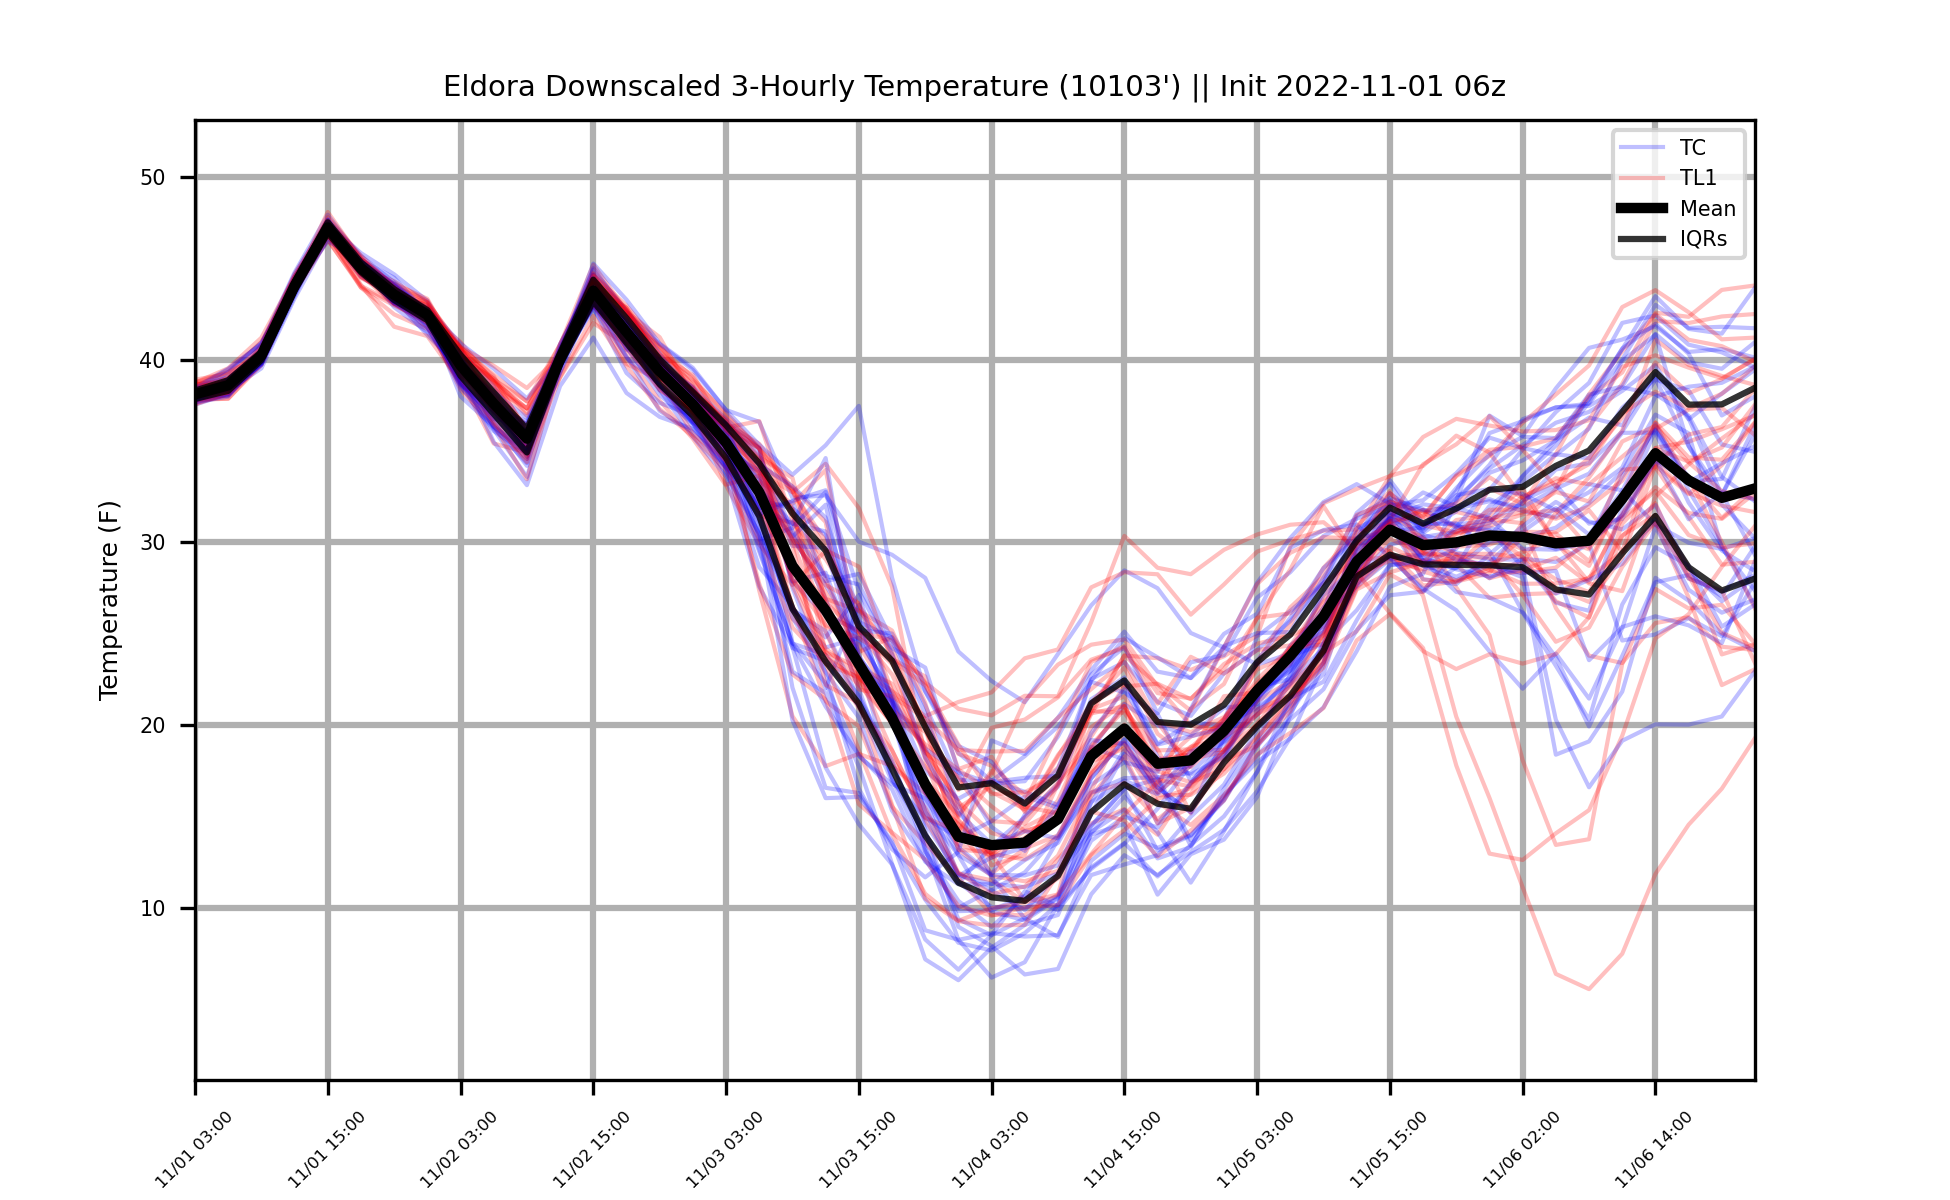 Eldora Downscaled 3-Hourly Temperature (10103') || Init 2022-11-01 06z
TC
TL1
Mean
IQRs
Temperature (F)
50
40
30
20
10
11/01 03:00
11/01 15:00
11/02 03:00
11/02 15:00
11/03 03:00
11/03 15:00
11/04 03:00
11/04 15:00
11/05 03:00
11/05 15:00
11/06 02:00
11/06 14:00